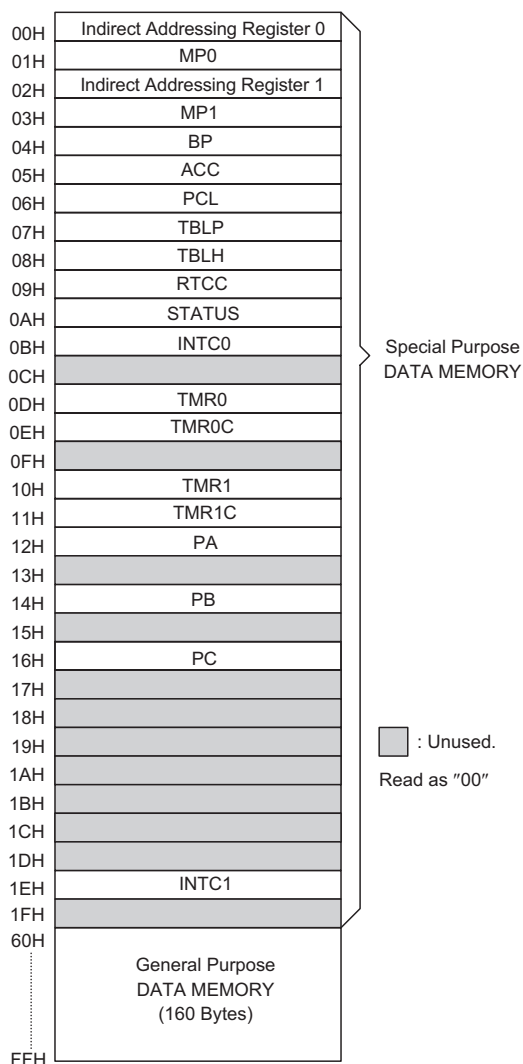 00H Indirect Addressing Register 0
01H MP0
02H Indirect Addressing Register 1
03H MP1
04H BP
05H ACC
06H PCL
07H TBLP
08H TBLH
09H RTCC
0AH STATUS
0BH INTC0
0CH
0DH TMR0
0EH TMR0C
0FH
10H TMR1
11H TMR1C
12H PA
13H
14H PB
15H
16H PC
17H
18H
19H
1AH
1BH
1CH
1DH
1EH INTC1
1FH
60H
General Purpose
DATA MEMORY
(160 Bytes)
FFH
Special Purpose
DATA MEMORY
: Unused.
Read as "00"